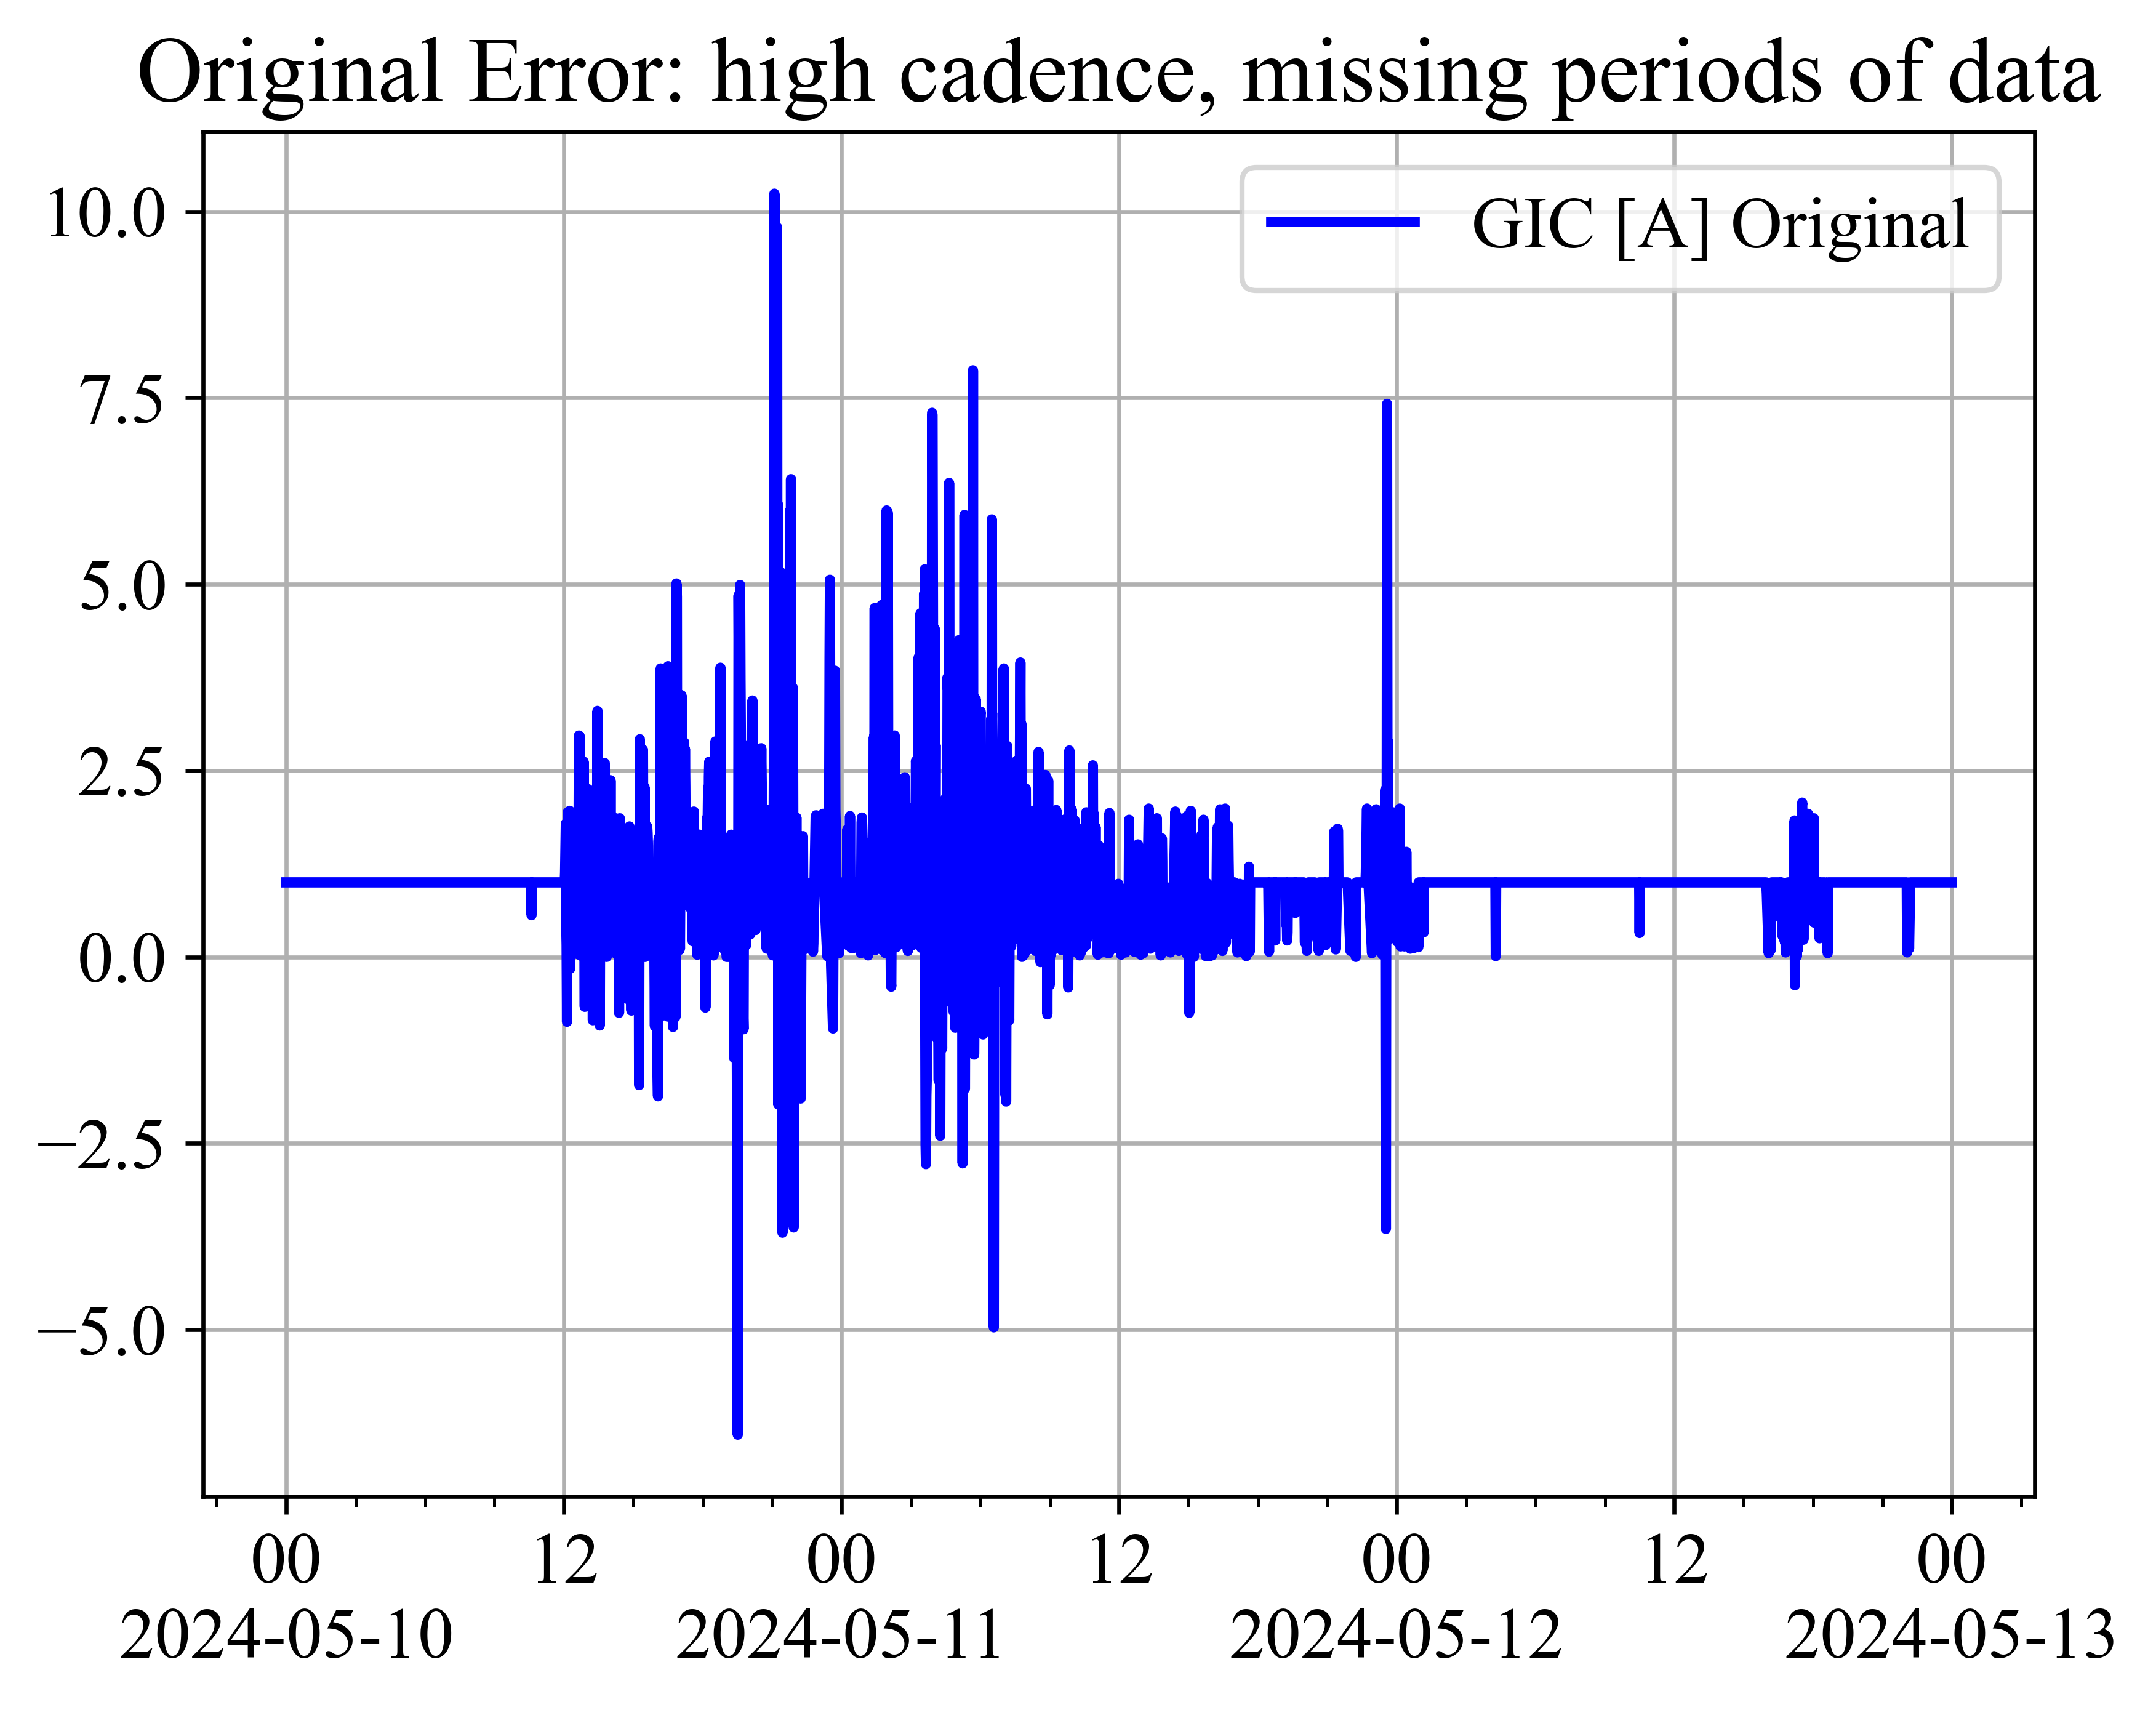 Original Error: high cadence, missing periods of data
GIC [A] Original
10.0
7.5
5.0
2.5
0.0
−2.5
−5.0
00 12 00 12 00 12 00
2024-05-10 2024-05-11 2024-05-12 2024-05-13